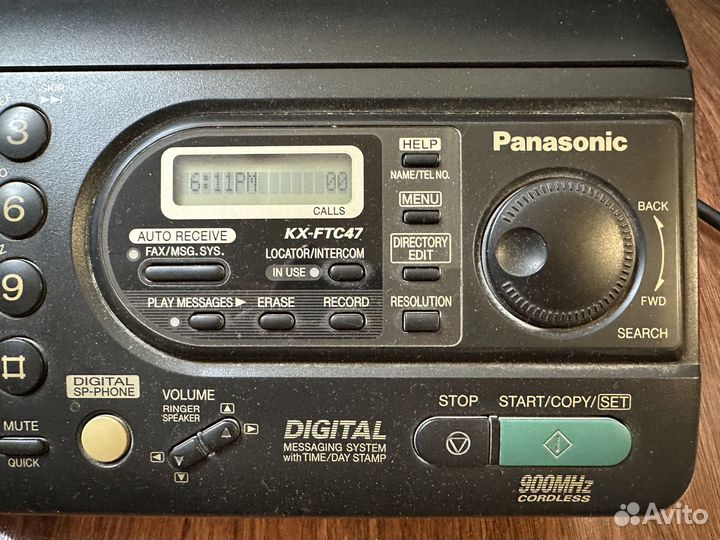 SKIP
3
6
9
MUTE
QUICK
6:11PM 00
CALLS
AUTO RECEIVE
FAX/MSG. SYS.
KX-FTC47
LOCATOR/INTERCOM
IN USE
PLAY MESSAGES
ERASE
RECORD
HELP
NAME/TEL NO.
MENU
DIRECTORY
EDIT
RESOLUTION
Panasonic
BACK
FWD
SEARCH
DIGITAL
SP-PHONE
VOLUME
RINGER
SPEAKER
DIGITAL
MESSAGING SYSTEM
with TIME/DAY STAMP
STOP
START/COPY/SET
900MHz
CORDLESS
Avito